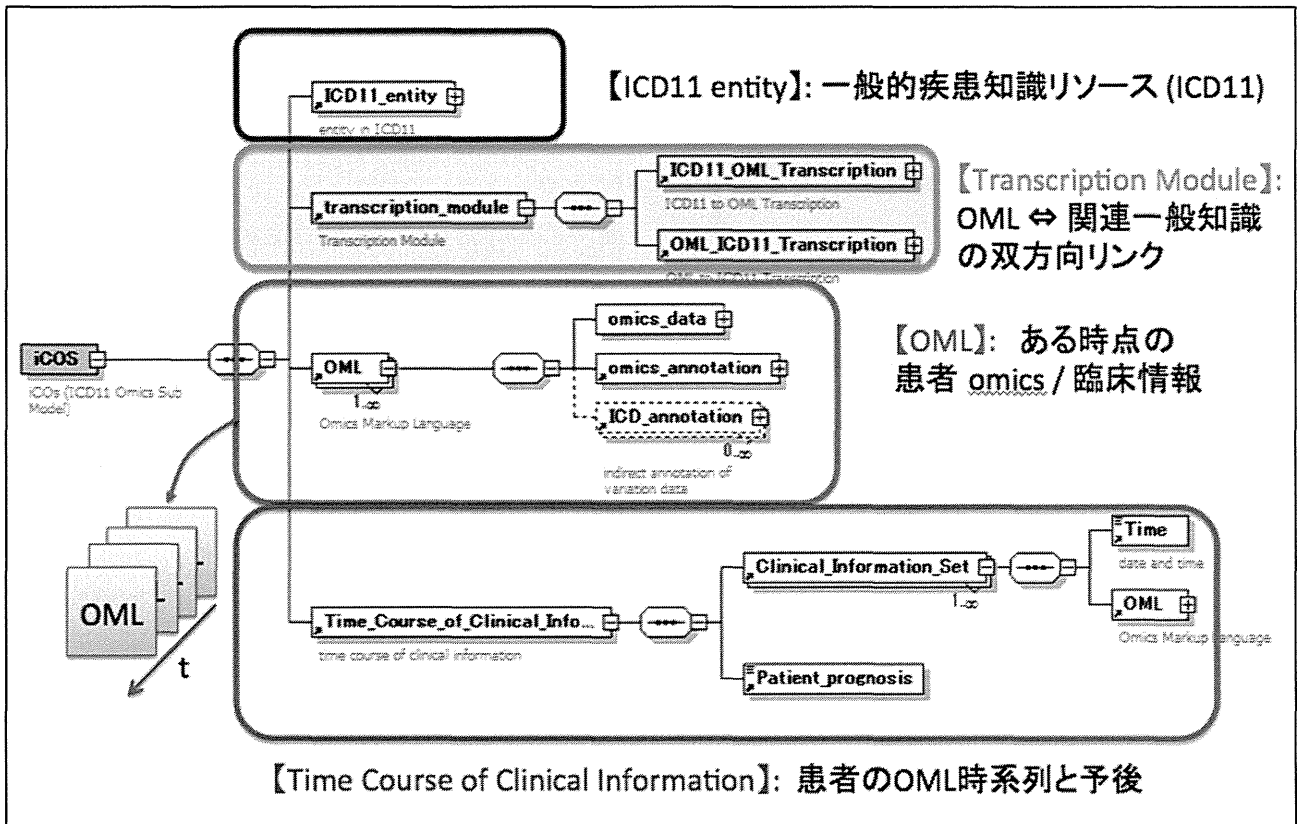 ICD11_entity
entity in ICD11
【ICD11 entity】: 一般的疾患知識リソース (ICD11)
transcription_module
Transcription Module
ICD11_OML_Transcription
ICD11 to OML Transcription
OML_ICD11_Transcription
OML to ICD11 Transcription
【Transcription Module】:
OML ⇔ 関連一般知識
の双方向リンク
iCOS
iCOs (ICD11 Omics Sub
Model)
OML
1..∞
Omics Markup Language
omics_data
omics_annotation
ICD_annotation
0..∞
indirect annotation of
variation data
【OML】: ある時点の
患者 omics / 臨床情報
OML
t
Time_Course_of_Clinical_Info...
time course of clinical information
Clinical_Information_Set
1..∞
Time
date and time
OML
Omics Markup Language
Patient_prognosis
【Time Course of Clinical Information】: 患者のOML時系列と予後